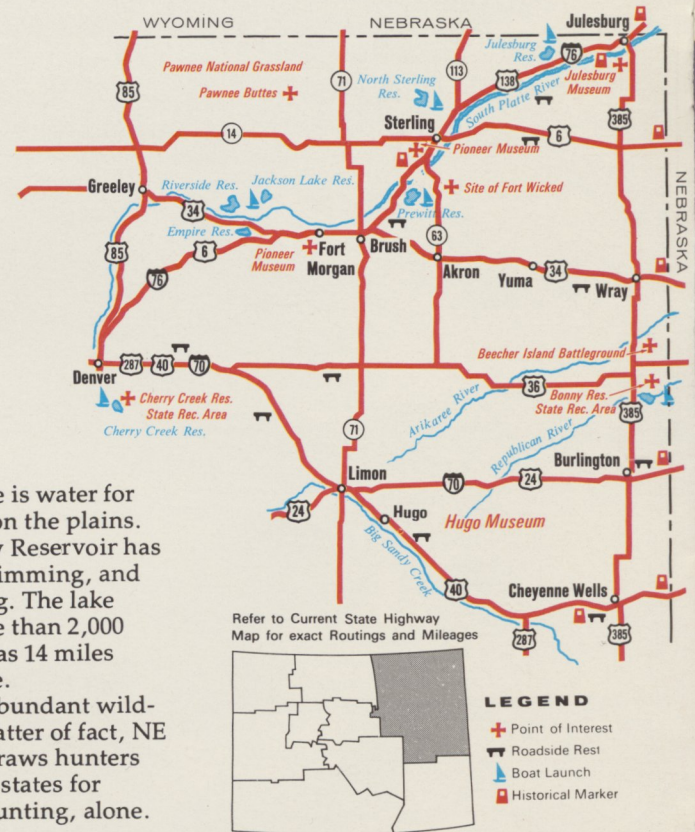 WYOMING
NEBRASKA
Julesburg
Julesburg
Res.
76
138
Julesburg
Museum
South Platte River
Pawnee National Grassland
Pawnee Buttes
85
71
113
North Sterling
Res.
Sterling
385
14
6
Pioneer Museum
NEBRASKA
Greeley
Riverside Res.
Jackson Lake Res.
Site of Fort Wicked
34
Prewitt Res.
Empire Res.
85
6
Pioneer
Museum
Fort
Morgan
Brush
63
Akron
Yuma
34
Wray
76
Beecher Island Battleground
Denver
287
40
70
36
Bonny Res.
State Rec. Area
385
Cherry Creek Res.
State Rec. Area
Cherry Creek Res.
Arikaree River
Republican River
71
Burlington
Limon
70
24
24
Hugo
Hugo Museum
Big Sandy Creek
40
Cheyenne Wells
287
385
e is water for
on the plains.
y Reservoir has
imming, and
g. The lake
e than 2,000
as 14 miles
e.
bundant wild-
atter of fact, NE
raws hunters
states for
unting, alone.
Refer to Current State Highway
Map for exact Routings and Mileages
LEGEND
Point of Interest
Roadside Rest
Boat Launch
Historical Marker